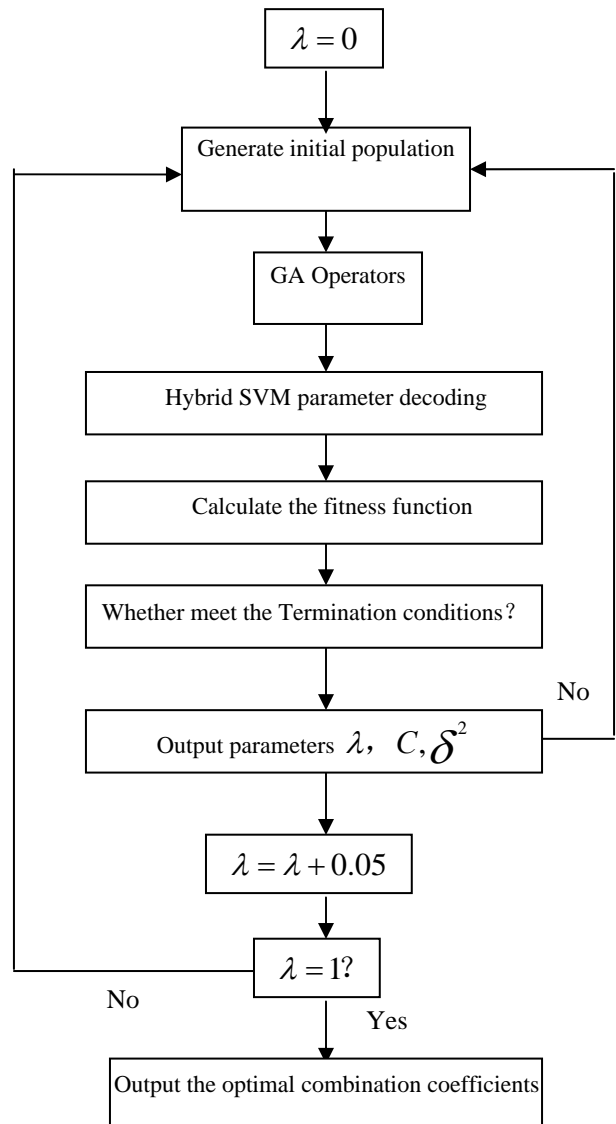 λ = 0
Generate initial population
GA Operators
Hybrid SVM parameter decoding
Calculate the fitness function
Whether meet the Termination conditions？
No
Output parameters λ， C, δ²
λ = λ + 0.05
λ = 1?
No
Yes
Output the optimal combination coefficients